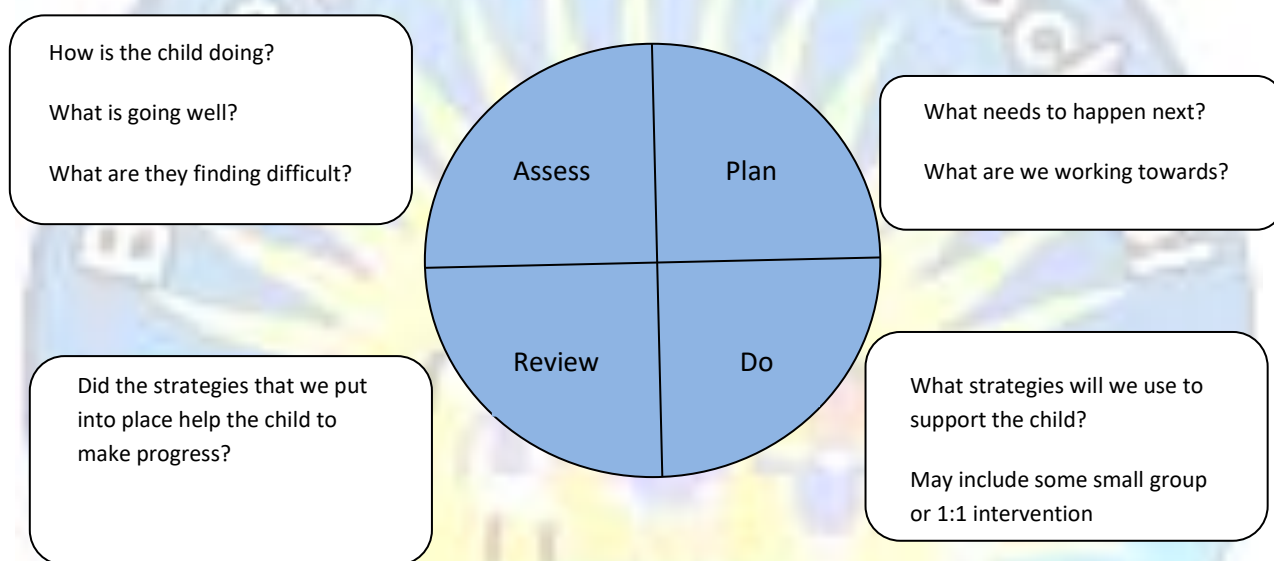 How is the child doing?
What is going well?
What are they finding difficult?
Assess
Plan
What needs to happen next?
What are we working towards?
Review
Do
Did the strategies that we put
into place help the child to
make progress?
What strategies will we use to
support the child?
May include some small group
or 1:1 intervention